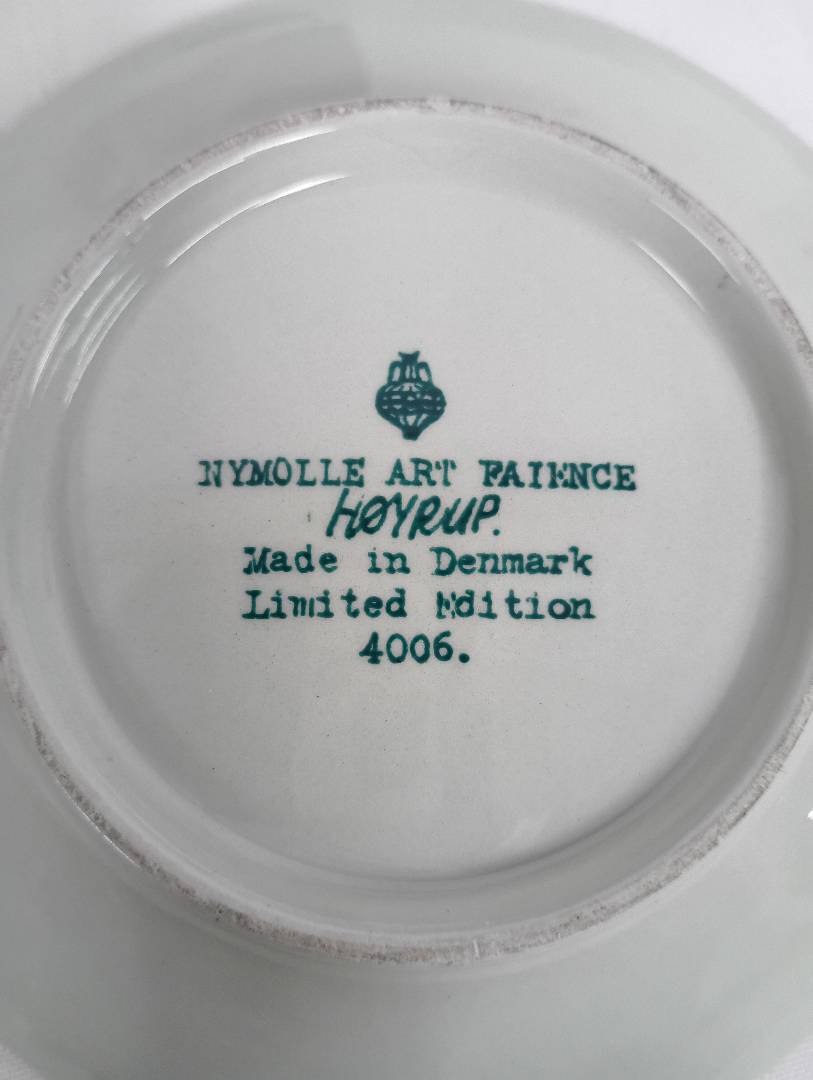 NYMOLLE ART FAIENCE
HØYRUP.
Made in Denmark
Limited Edition
4006.